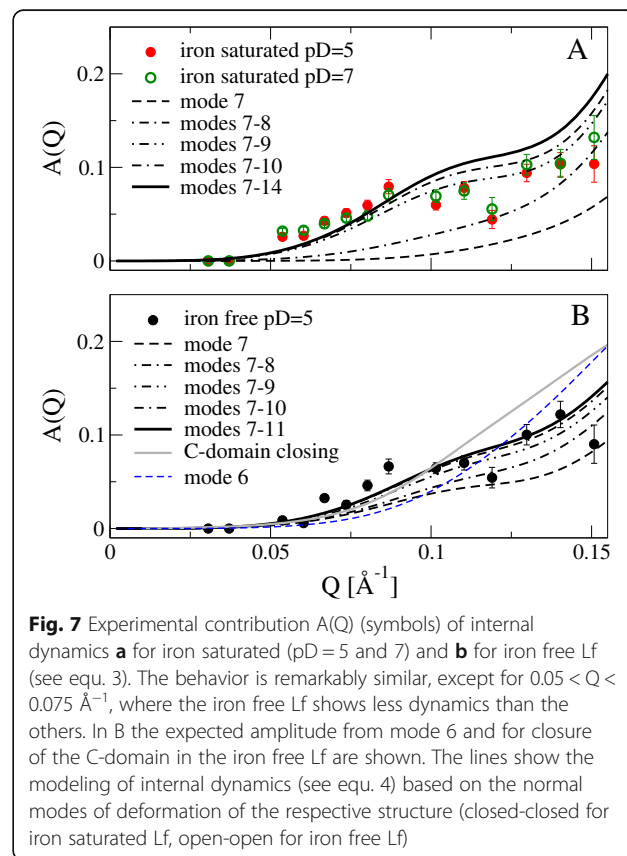 A
iron saturated pD=5
iron saturated pD=7
mode 7
modes 7-8
modes 7-9
modes 7-10
modes 7-14
A(Q)
0.2
0.1
0
B
iron free pD=5
mode 7
modes 7-8
modes 7-9
modes 7-10
modes 7-11
C-domain closing
mode 6
A(Q)
0.2
0.1
0
0 0.05 0.1 0.15
Q [Å⁻¹]
Fig. 7 Experimental contribution A(Q) (symbols) of internal
dynamics a for iron saturated (pD = 5 and 7) and b for iron free Lf
(see equ. 3). The behavior is remarkably similar, except for 0.05 < Q <
0.075 Å⁻¹, where the iron free Lf shows less dynamics than the
others. In B the expected amplitude from mode 6 and for closure
of the C-domain in the iron free Lf are shown. The lines show the
modeling of internal dynamics (see equ. 4) based on the normal
modes of deformation of the respective structure (closed-closed for
iron saturated Lf, open-open for iron free Lf)